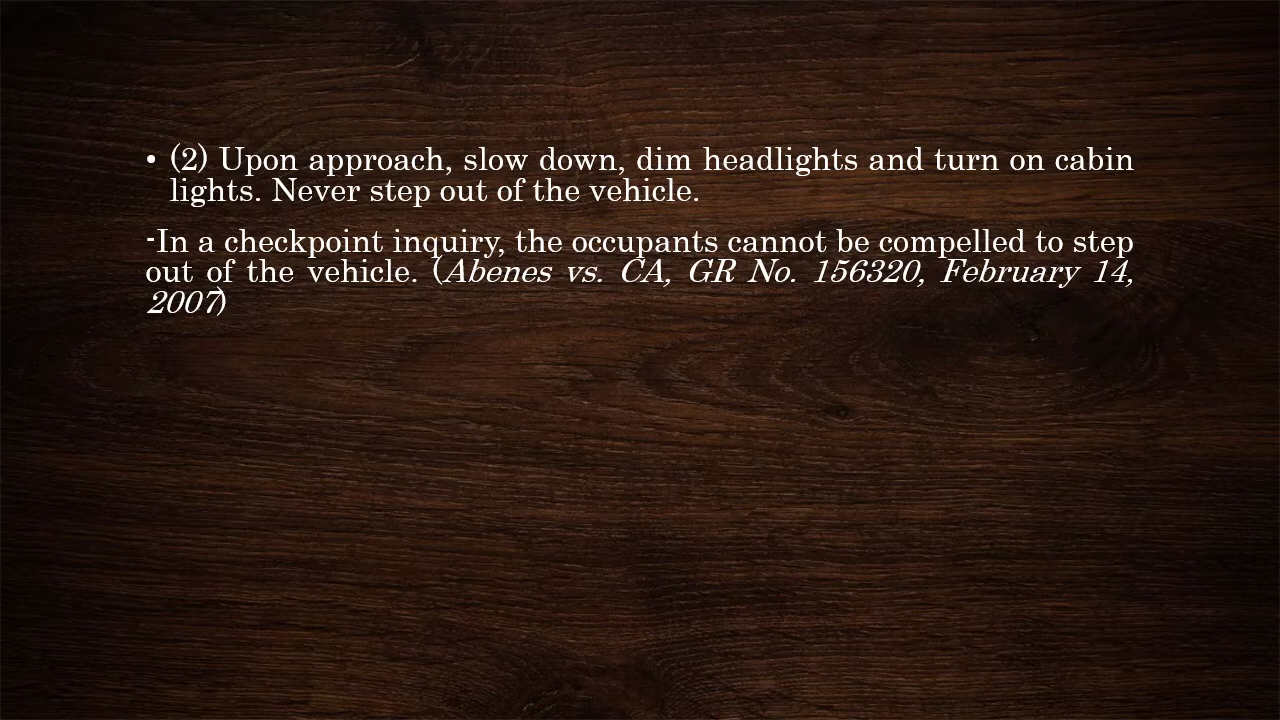 • (2) Upon approach, slow down, dim headlights and turn on cabin
lights. Never step out of the vehicle.
-In a checkpoint inquiry, the occupants cannot be compelled to step
out of the vehicle. (Abenes vs. CA, GR No. 156320, February 14,
2007)